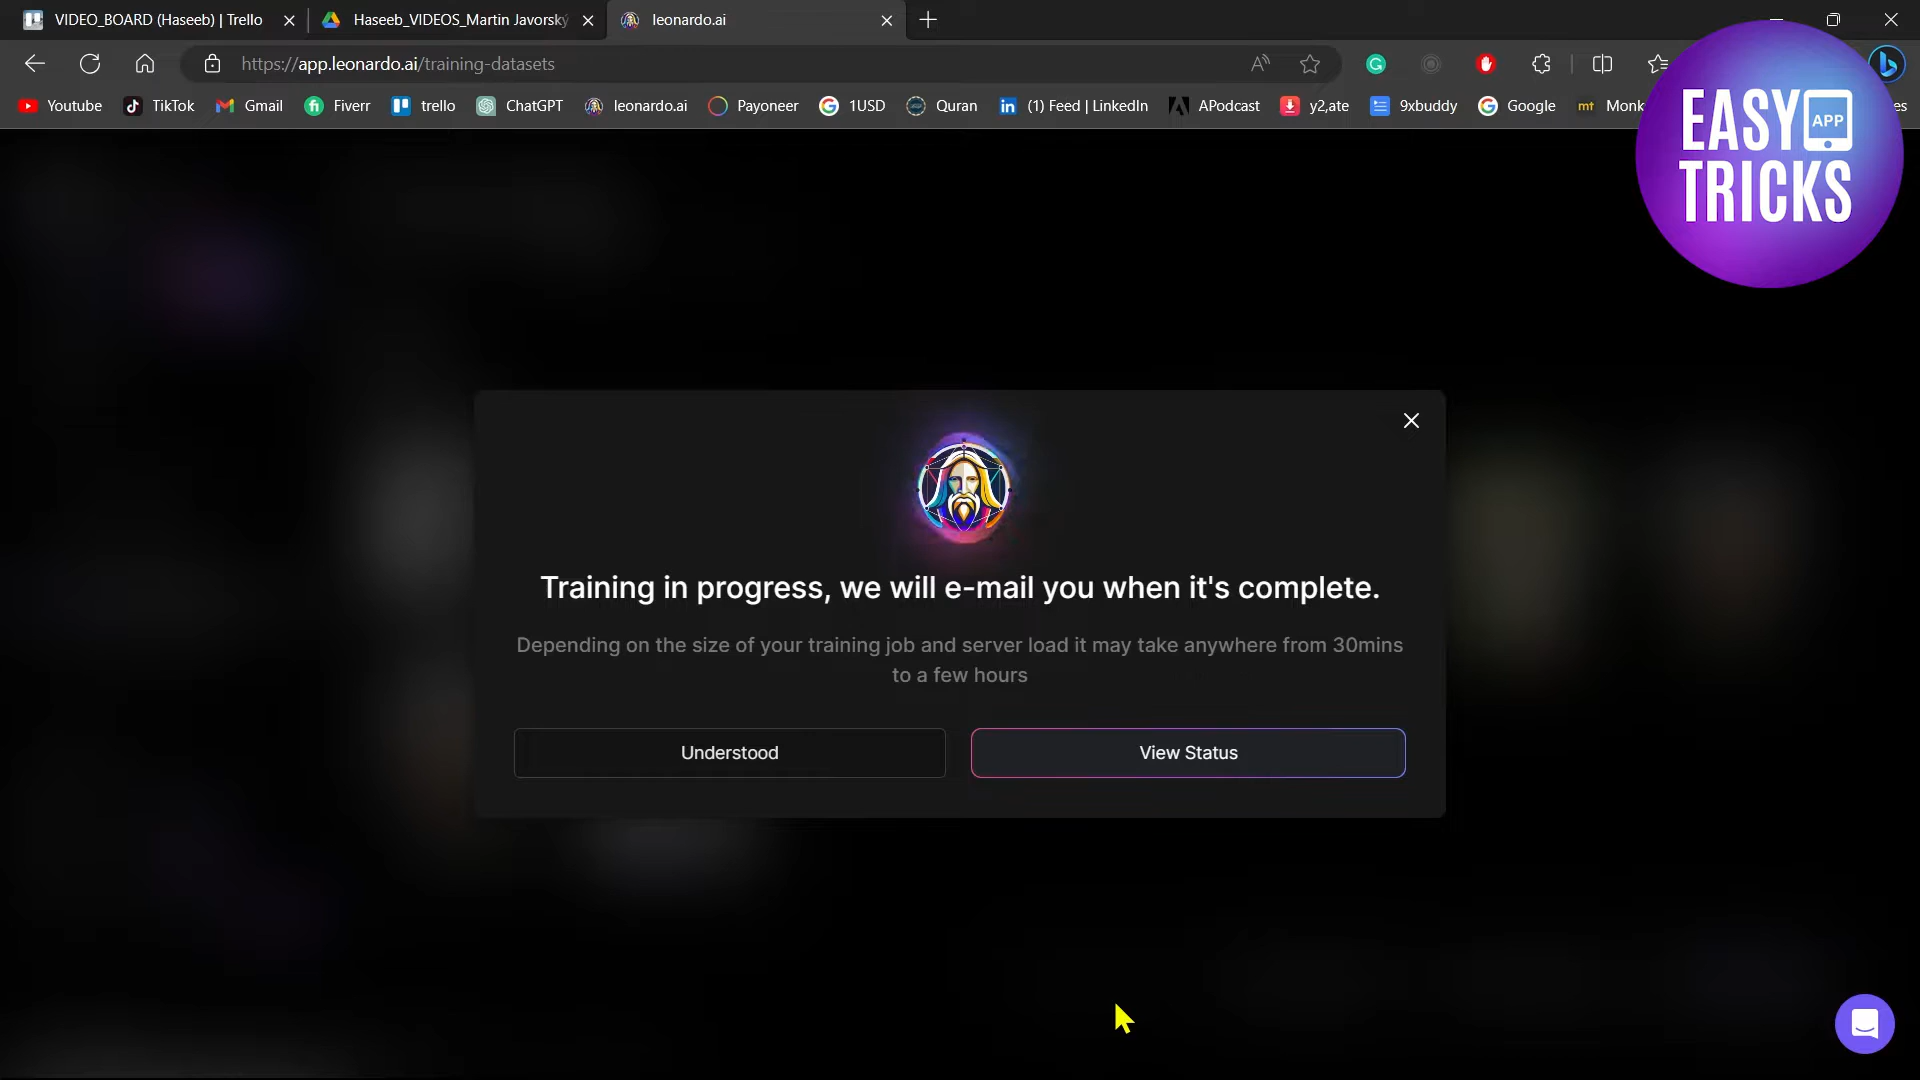 VIDEO_BOARD (Haseeb) | Trello
Haseeb_VIDEOS_Martin Javorský
leonardo.ai
https://app.leonardo.ai/training-datasets
Youtube
TikTok
Gmail
Fiverr
trello
ChatGPT
leonardo.ai
Payoneer
1USD
Quran
(1) Feed | LinkedIn
APodcast
y2,ate
9xbuddy
Google
mt Monk
es
EASY APP
TRICKS
Training in progress, we will e-mail you when it's complete.
Depending on the size of your training job and server load it may take anywhere from 30mins
to a few hours
Understood
View Status